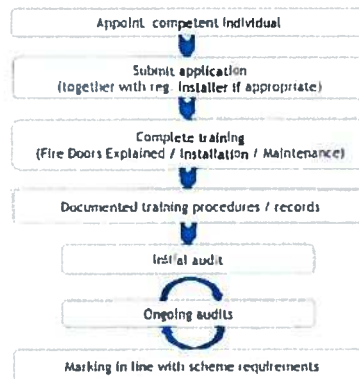 Appoint competent individual
Submit application
(together with reg. Installer if appropriate)
Complete training
(Fire Doors Explained / Installation / Maintenance)
Documented training procedures / records
Initial audit
Ongoing audits
Marking in line with scheme requirements